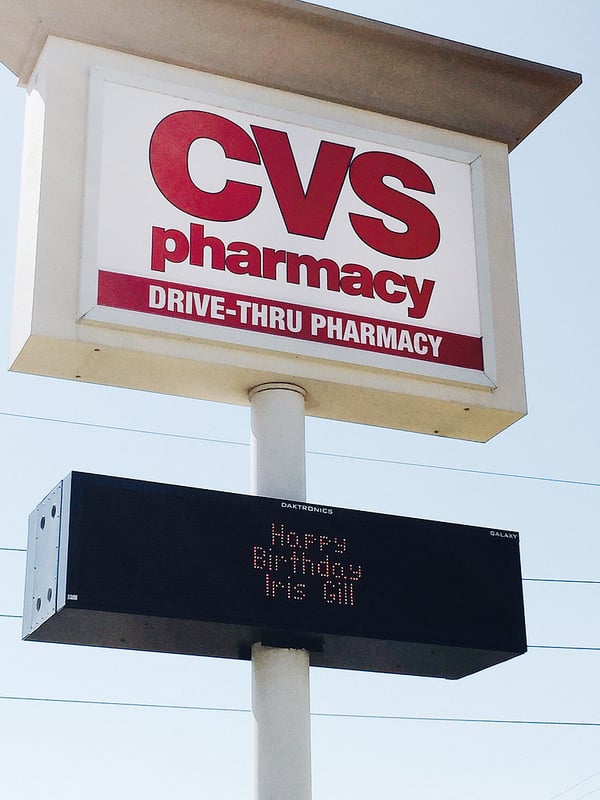 CVS
pharmacy
DRIVE-THRU PHARMACY
DAKTRONICS
GALAXY
Happy
Birthday
Iris Gill